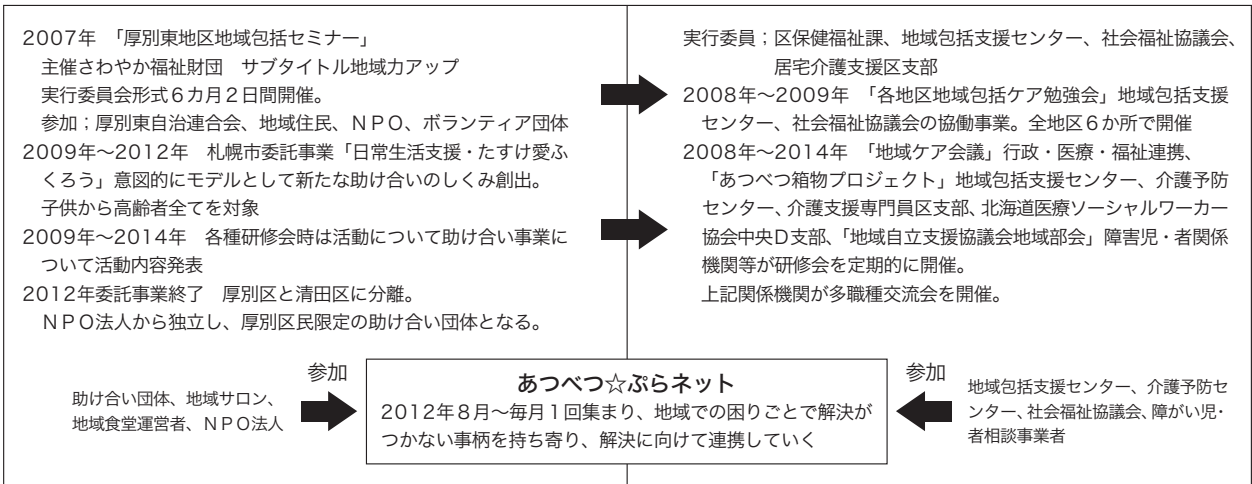 2007年　「厚別東地区地域包括セミナー」
主催さわやか福祉財団　サブタイトル地域力アップ
実行委員会形式６カ月２日間開催。
参加；厚別東自治連合会、地域住民、ＮＰＯ、ボランティア団体
2009年～2012年　札幌市委託事業「日常生活支援・たすけ愛ふ
くろう」意図的にモデルとして新たな助け合いのしくみ創出。
子供から高齢者全てを対象
2009年～2014年　各種研修会時は活動について助け合い事業に
ついて活動内容発表
2012年委託事業終了　厚別区と清田区に分離。
ＮＰＯ法人から独立し、厚別区民限定の助け合い団体となる。
実行委員；区保健福祉課、地域包括支援センター、社会福祉協議会、
居宅介護支援区支部
2008年～2009年　「各地区地域包括ケア勉強会」地域包括支援
センター、社会福祉協議会の協働事業。全地区６か所で開催
2008年～2014年　「地域ケア会議」行政・医療・福祉連携、
「あつべつ箱物プロジェクト」地域包括支援センター、介護予防
センター、介護支援専門員区支部、北海道医療ソーシャルワーカー
協会中央Ｄ支部、「地域自立支援協議会地域部会」障害児・者関係
機関等が研修会を定期的に開催。
上記関係機関が多職種交流会を開催。
参加
助け合い団体、地域サロン、
地域食堂運営者、ＮＰＯ法人
あつべつ☆ぷらネット
2012年８月～毎月１回集まり、地域での困りごとで解決が
つかない事柄を持ち寄り、解決に向けて連携していく
参加
地域包括支援センター、介護予防セ
ンター、社会福祉協議会、障がい児・
者相談事業者